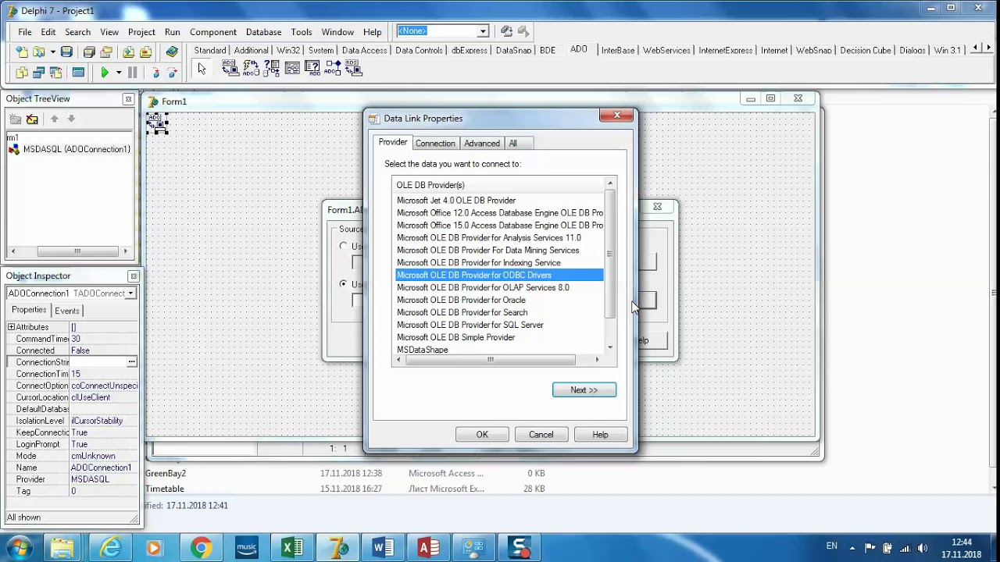 Delphi 7 - Project1
File Edit Search View Project Run Component Database Tools Window Help <None>
Standard Additional Win32 System Data Access Data Controls dbExpress DataSnap BDE ADO InterBase WebServices InternetExpress Internet WebSnap Decision Cube Dialogs Win 3.1
Object TreeView
rm1
MSDASQL {ADOConnection1}
Form1
ADO
Form1.AD
Source
Us
Us
elp
Data Link Properties
Provider Connection Advanced All
Select the data you want to connect to:
OLE DB Provider(s)
Microsoft Jet 4.0 OLE DB Provider
Microsoft Office 12.0 Access Database Engine OLE DB Pro
Microsoft Office 15.0 Access Database Engine OLE DB Pro
Microsoft OLE DB Provider for Analysis Services 11.0
Microsoft OLE DB Provider For Data Mining Services
Microsoft OLE DB Provider for Indexing Service
Microsoft OLE DB Provider for ODBC Drivers
Microsoft OLE DB Provider for OLAP Services 8.0
Microsoft OLE DB Provider for Oracle
Microsoft OLE DB Provider for Search
Microsoft OLE DB Provider for SQL Server
Microsoft OLE DB Simple Provider
MSDataShape
Next >>
OK Cancel Help
Object Inspector
ADOConnection1 TADOConnect
Properties Events
Attributes []
CommandTime 30
Connected False
ConnectionStrin ...
ConnectionTim 15
ConnectOption coConnectUnspeci
CursorLocation clUseClient
DefaultDatabas
IsolationLevel ilCursorStability
KeepConnectio True
LoginPrompt True
Mode cmUnknown
Name ADOConnection1
Provider MSDASQL
Tag 0
All shown
1: 1
GreenBay2 17.11.2018 12:38 Microsoft Access ... 0 KB
Timetable 15.11.2018 16:27 Лист Microsoft Ex... 28 KB
ified: 17.11.2018 12:41
music
EN
12:44
17.11.2018